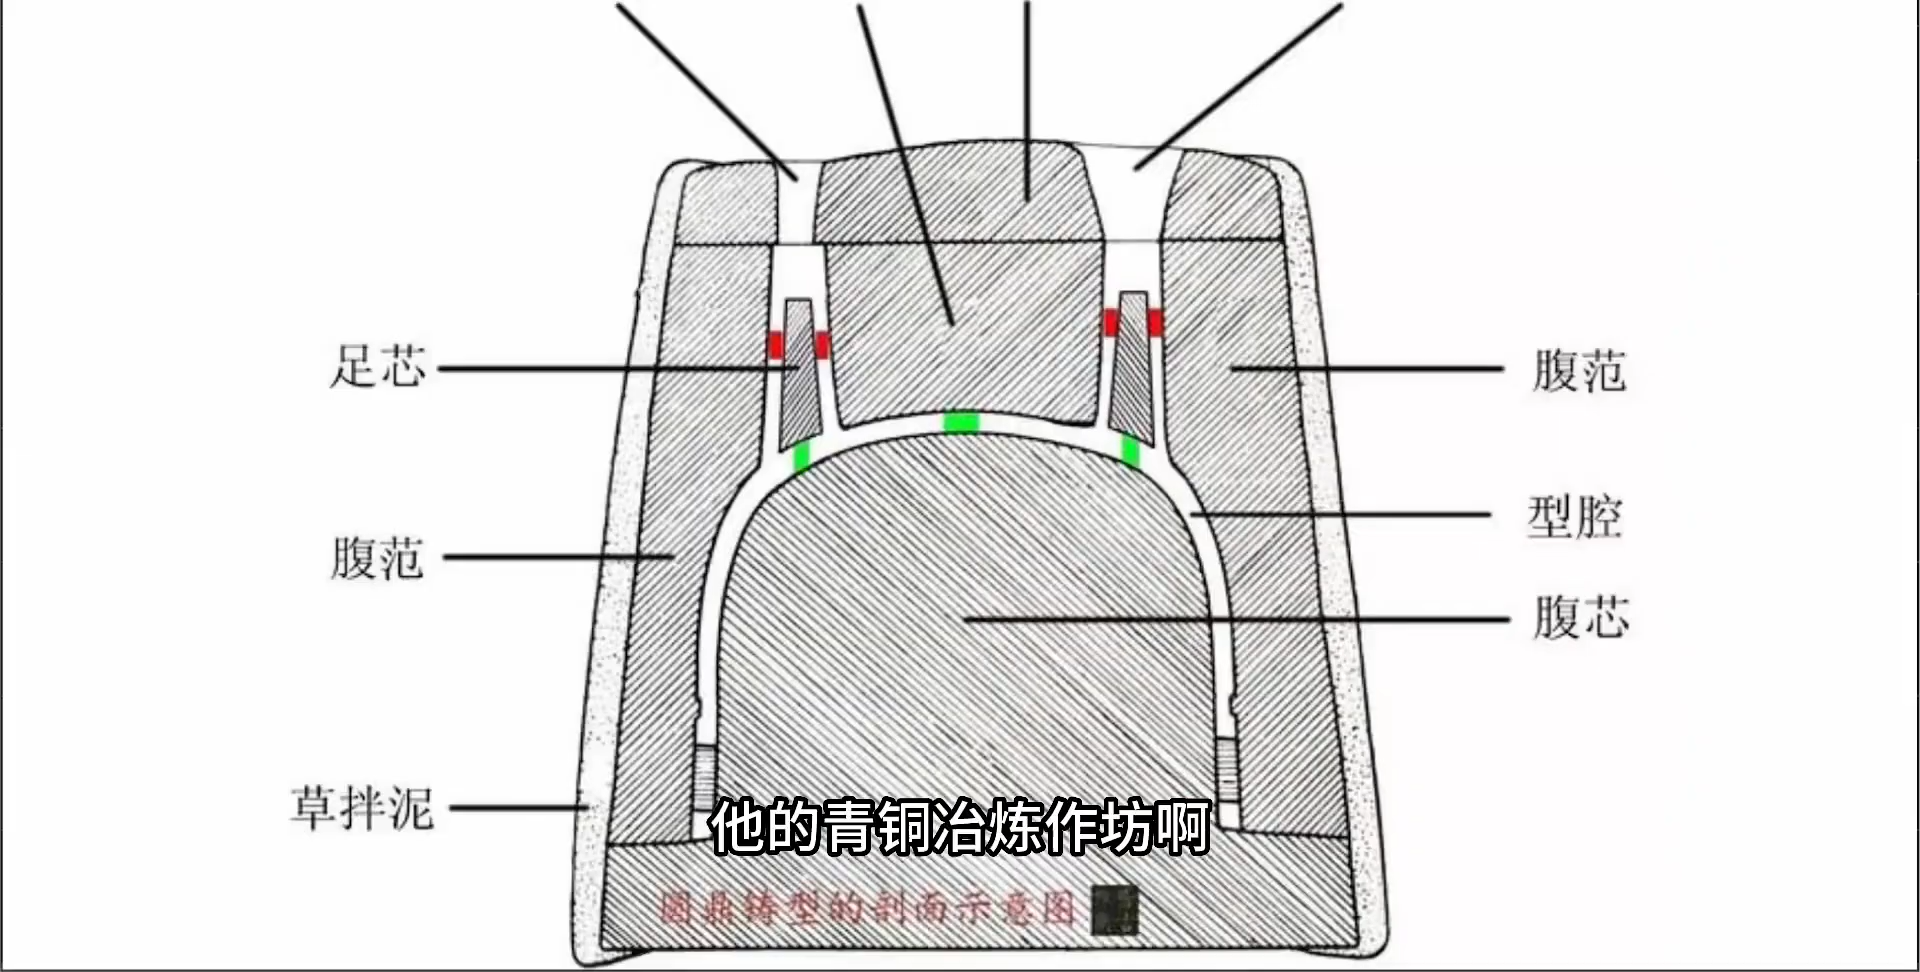 足芯
腹范
腹范
型腔
腹芯
草拌泥
他的青铜冶炼作坊啊
圆鼎铸型的剖面示意图